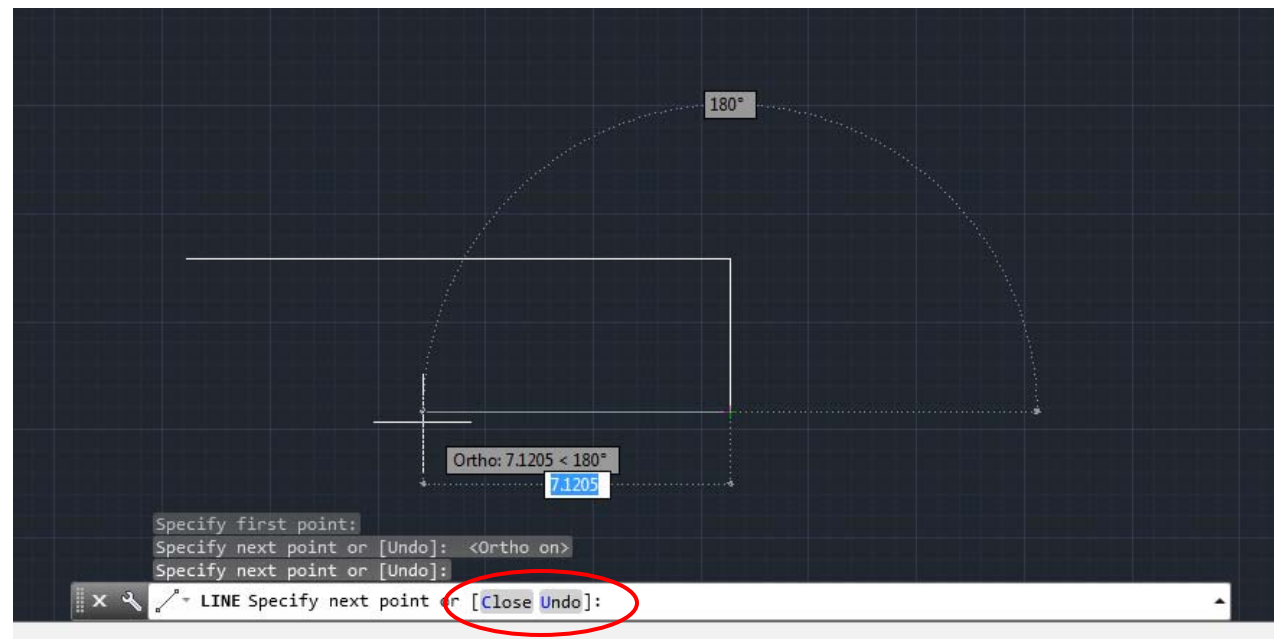 180°
Ortho: 7.1205 < 180°
7.1205
Specify first point:
Specify next point or [Undo]:  <Ortho on>
Specify next point or [Undo]:
LINE Specify next point or [Close Undo]: